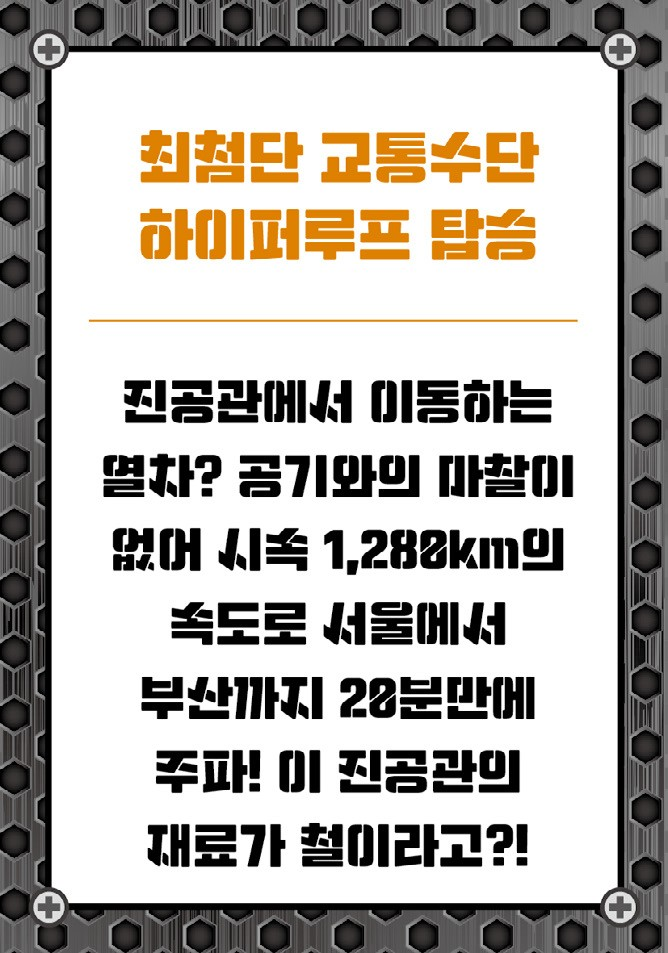 최첨단 교통수단
하이퍼루프 탑승
진공관에서 이동하는
열차? 공기와의 마찰이
없어 시속 1,280km의
속도로 서울에서
부산까지 20분만에
주파! 이 진공관의
재료가 철이라고?!